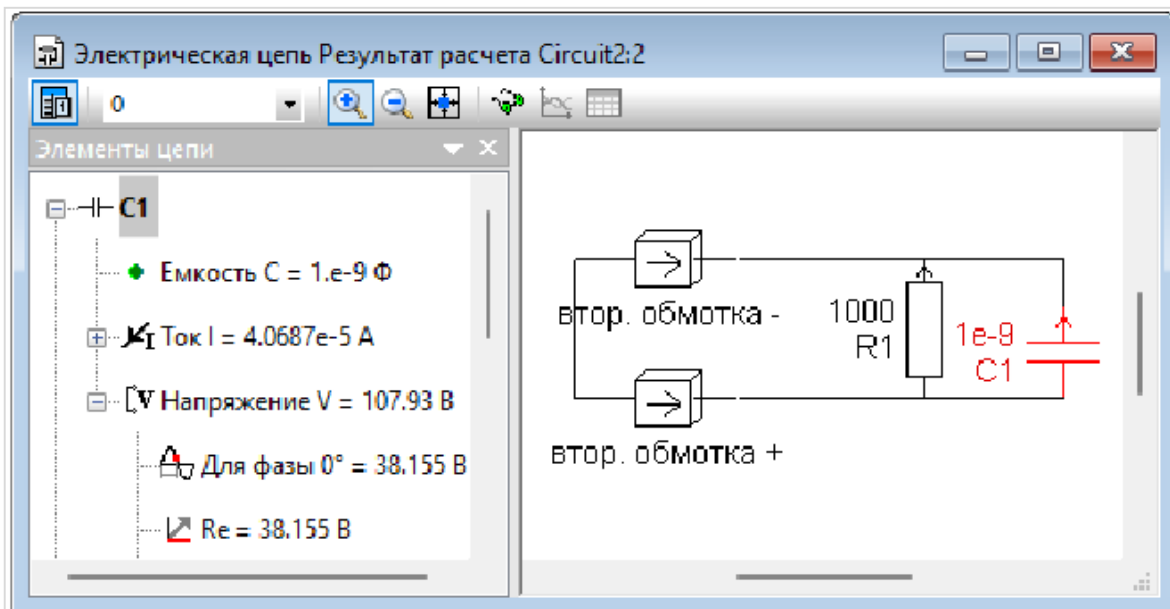 Электрическая цепь Результат расчета Circuit2:2
0
Элементы цепи
C1
Емкость C = 1.e-9 Ф
Ток I = 4.0687e-5 А
Напряжение V = 107.93 В
Для фазы 0° = 38.155 В
Re = 38.155 В
втор. обмотка -
1000
R1
1e-9
C1
втор. обмотка +